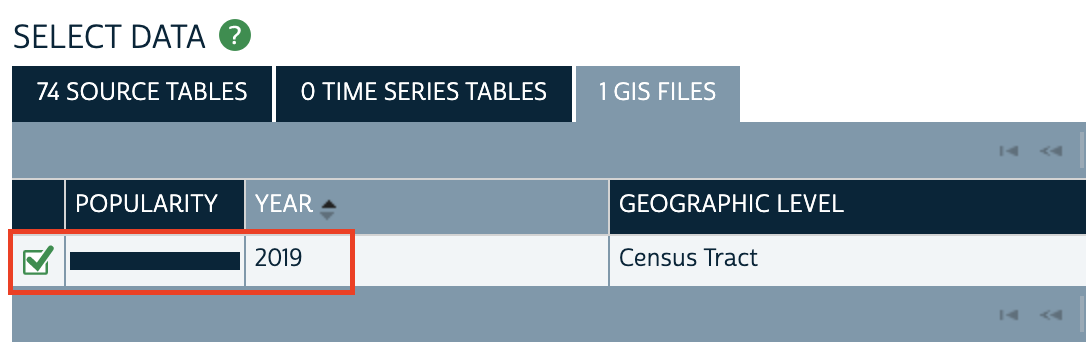 SELECT DATA ?
74 SOURCE TABLES 0 TIME SERIES TABLES 1 GIS FILES
POPULARITY YEAR GEOGRAPHIC LEVEL
2019 Census Tract